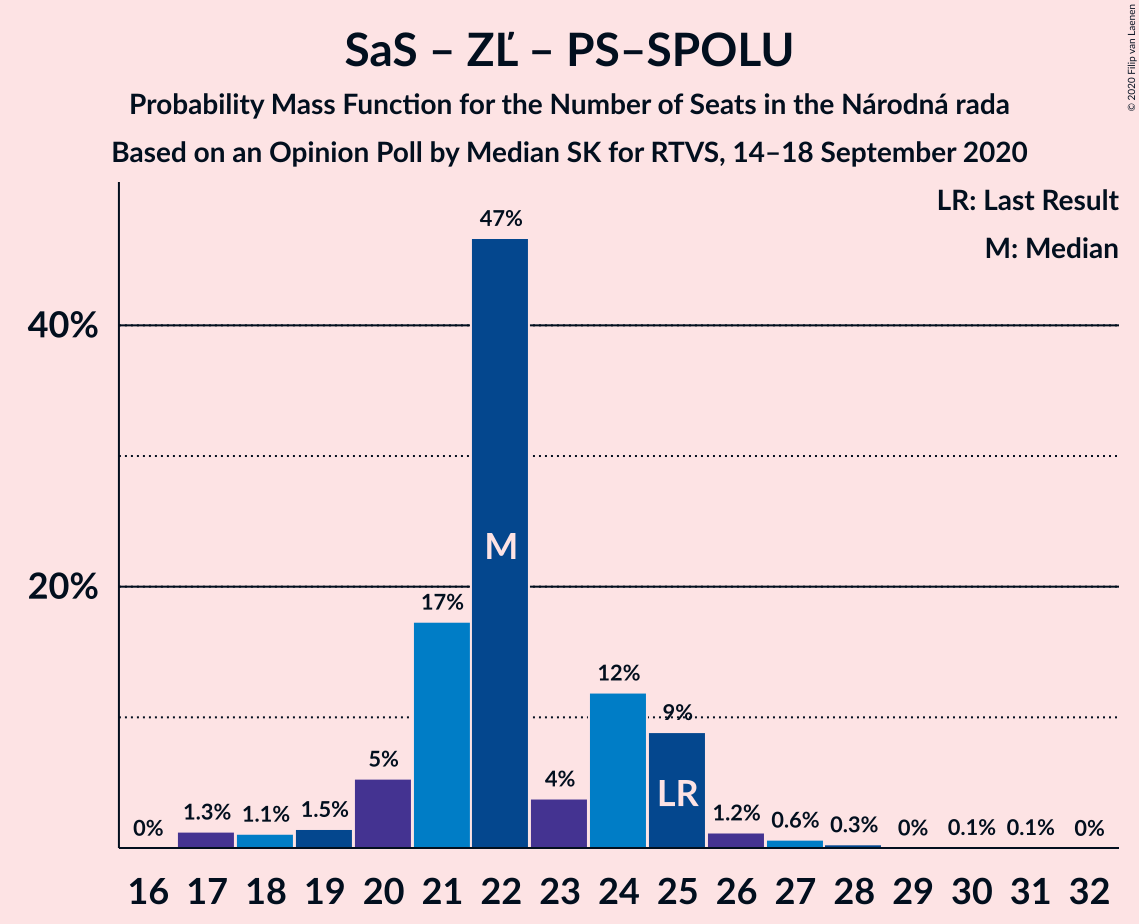 SaS – ZĽ – PS–SPOLU
Probability Mass Function for the Number of Seats in the Národná rada
Based on an Opinion Poll by Median SK for RTVS, 14–18 September 2020
© 2020 Filip van Laenen
LR: Last Result
M: Median
40%
20%
0%
1.3%
1.1%
1.5%
5%
17%
47%
4%
12%
9%
1.2%
0.6%
0.3%
0%
0.1%
0.1%
0%
M
LR
16 17 18 19 20 21 22 23 24 25 26 27 28 29 30 31 32